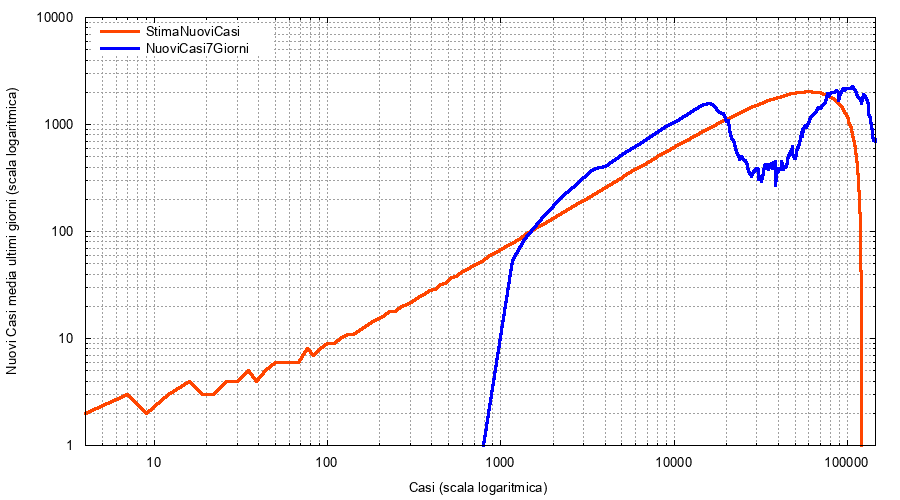 10000
1000
100
10
1
StimaNuoviCasi
NuoviCasi7Giorni
Nuovi Casi media ultimi giorni (scala logaritmica)
10 100 1000 10000 100000
Casi (scala logaritmica)